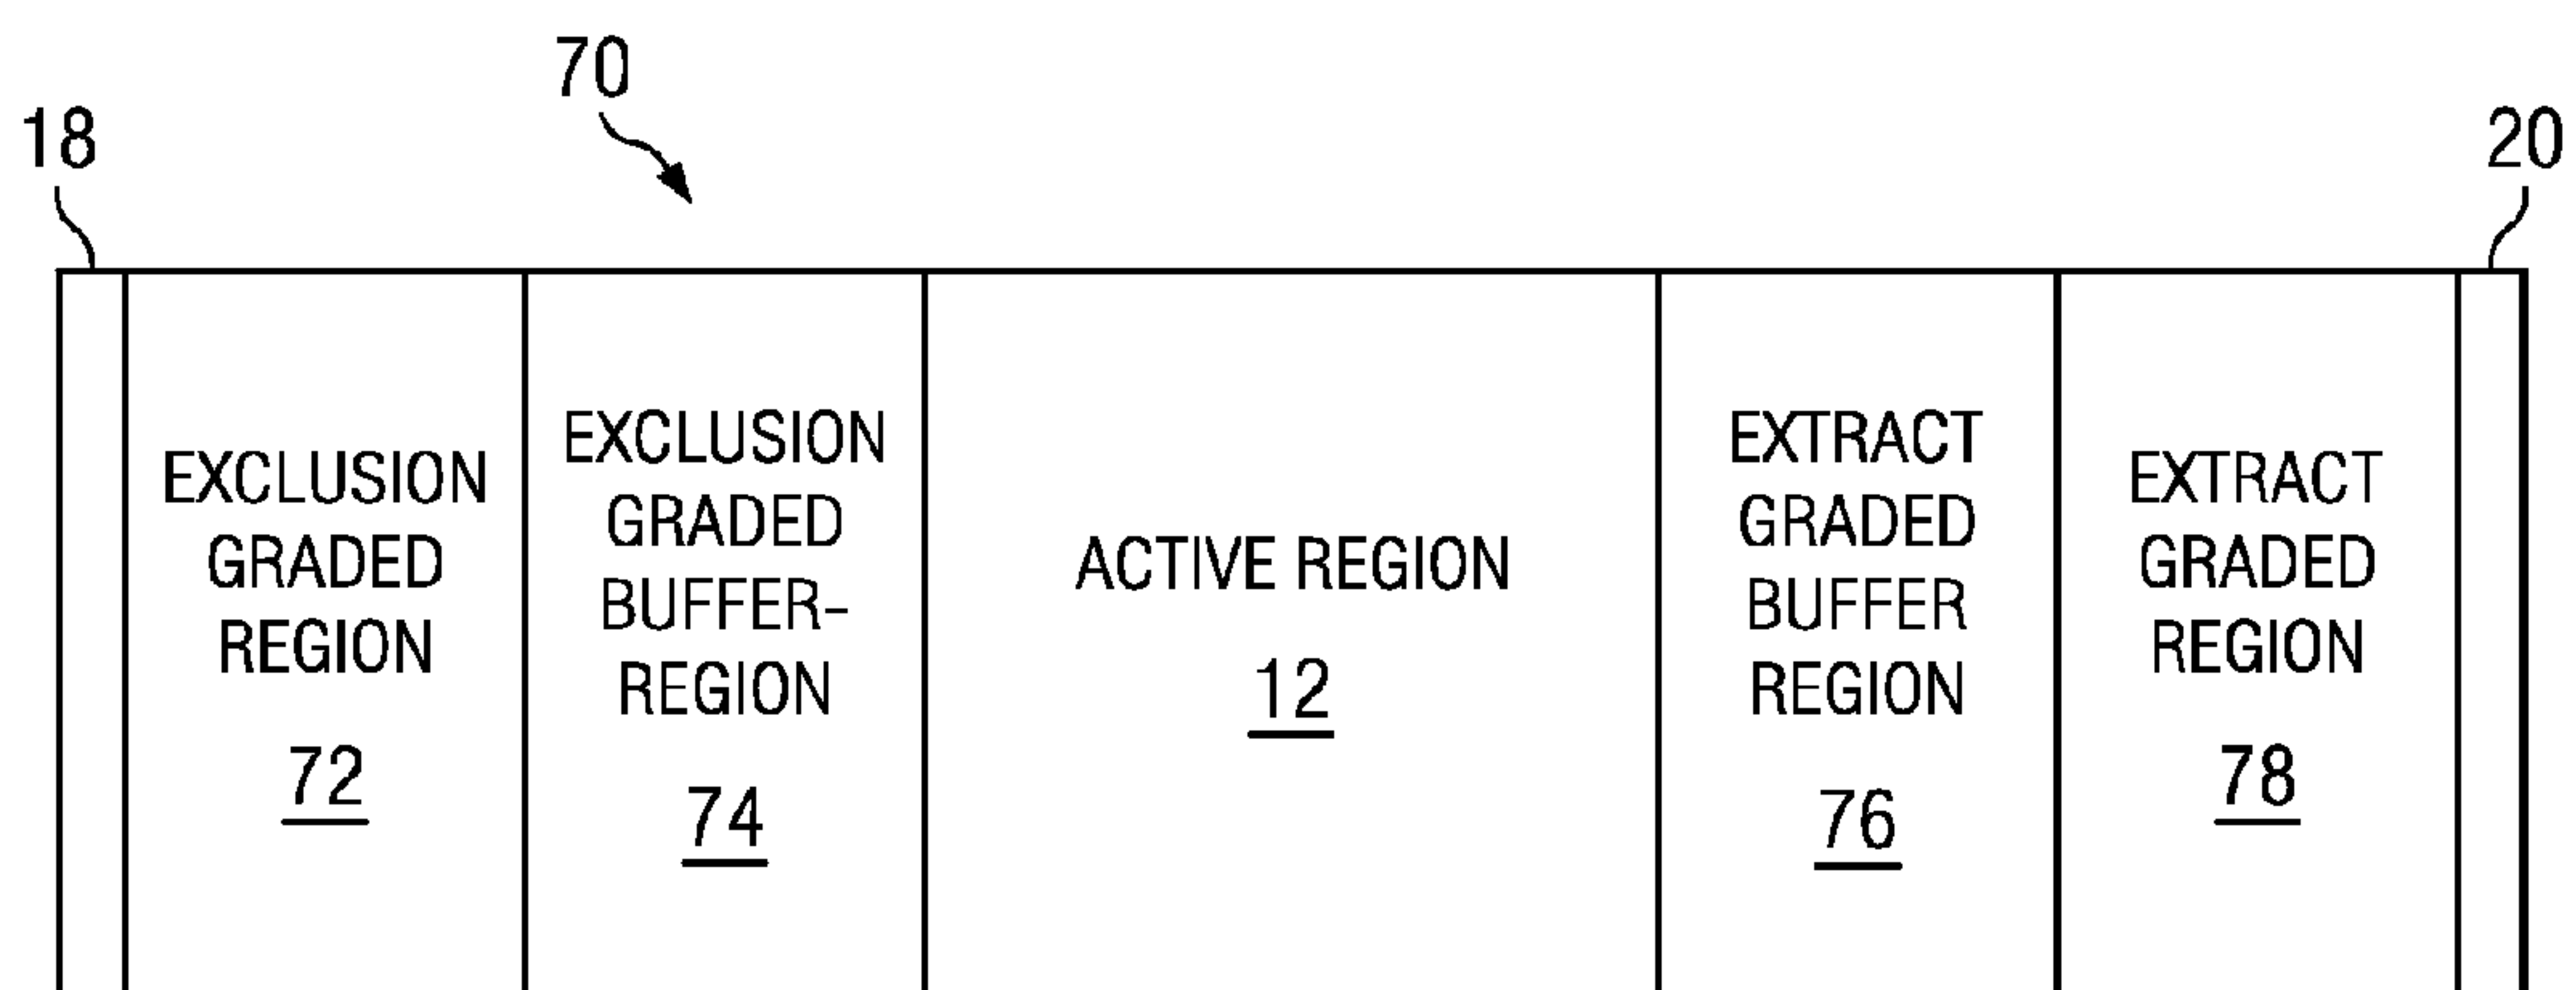 70
18
20
EXCLUSION
GRADED
REGION
72
EXCLUSION
GRADED
BUFFER-
REGION
74
ACTIVE REGION
12
EXTRACT
GRADED
BUFFER
REGION
76
EXTRACT
GRADED
REGION
78